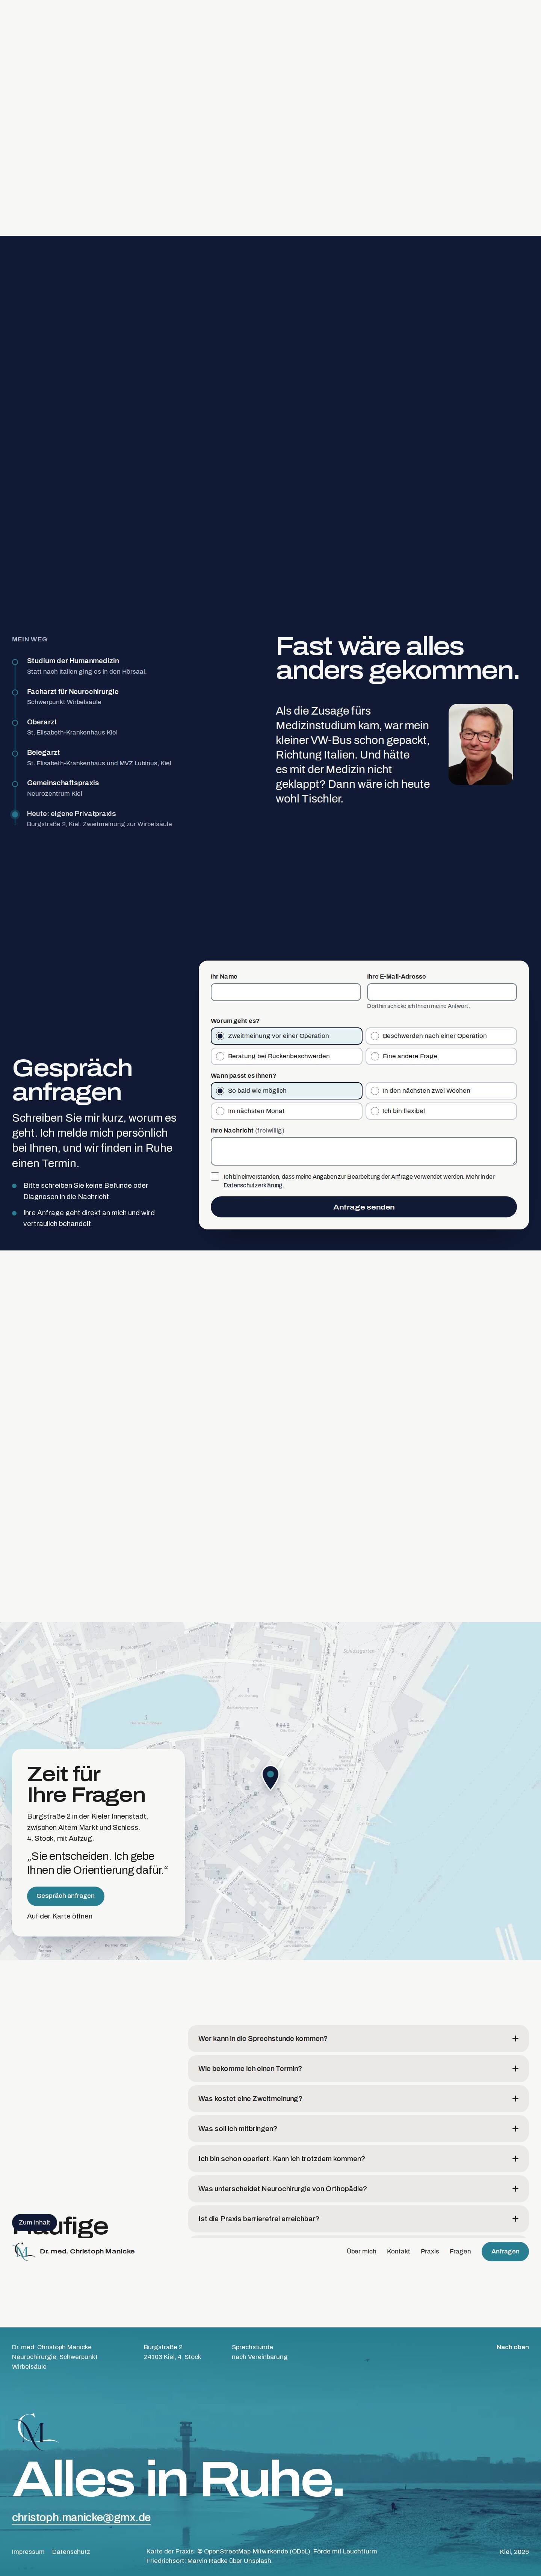 MEIN WEG
Studium der Humanmedizin
Statt nach Italien ging es in den Hörsaal.
Facharzt für Neurochirurgie
Schwerpunkt Wirbelsäule
Oberarzt
St. Elisabeth-Krankenhaus Kiel
Belegarzt
St. Elisabeth-Krankenhaus und MVZ Lubinus, Kiel
Gemeinschaftspraxis
Neurozentrum Kiel
Heute: eigene Privatpraxis
Burgstraße 2, Kiel. Zweitmeinung zur Wirbelsäule
Fast wäre alles
anders gekommen.
Als die Zusage fürs
Medizinstudium kam, war mein
kleiner VW-Bus schon gepackt,
Richtung Italien. Und hätte
es mit der Medizin nicht
geklappt? Dann wäre ich heute
wohl Tischler.
Gespräch
anfragen
Schreiben Sie mir kurz, worum es
geht. Ich melde mich persönlich
bei Ihnen, und wir finden in Ruhe
einen Termin.
Bitte schreiben Sie keine Befunde oder
Diagnosen in die Nachricht.
Ihre Anfrage geht direkt an mich und wird
vertraulich behandelt.
Ihr Name
Ihre E-Mail-Adresse
Dorthin schicke ich Ihnen meine Antwort.
Worum geht es?
Zweitmeinung vor einer Operation
Beschwerden nach einer Operation
Beratung bei Rückenbeschwerden
Eine andere Frage
Wann passt es Ihnen?
So bald wie möglich
In den nächsten zwei Wochen
Im nächsten Monat
Ich bin flexibel
Ihre Nachricht (freiwillig)
Ich bin einverstanden, dass meine Angaben zur Bearbeitung der Anfrage verwendet werden. Mehr in der
Datenschutzerklärung.
Anfrage senden
Zeit für
Ihre Fragen
Burgstraße 2 in der Kieler Innenstadt,
zwischen Altem Markt und Schloss.
4. Stock, mit Aufzug.
„Sie entscheiden. Ich gebe
Ihnen die Orientierung dafür.“
Gespräch anfragen
Auf der Karte öffnen
Wer kann in die Sprechstunde kommen?
Wie bekomme ich einen Termin?
Was kostet eine Zweitmeinung?
Was soll ich mitbringen?
Ich bin schon operiert. Kann ich trotzdem kommen?
Was unterscheidet Neurochirurgie von Orthopädie?
Ist die Praxis barrierefrei erreichbar?
Häufige
Zum Inhalt
Dr. med. Christoph Manicke
Über mich
Kontakt
Praxis
Fragen
Anfragen
Dr. med. Christoph Manicke
Neurochirurgie, Schwerpunkt
Wirbelsäule
Burgstraße 2
24103 Kiel, 4. Stock
Sprechstunde
nach Vereinbarung
Nach oben
Alles in Ruhe.
christoph.manicke@gmx.de
Impressum
Datenschutz
Karte der Praxis: © OpenStreetMap-Mitwirkende (ODbL). Förde mit Leuchtturm
Friedrichsort: Marvin Radke über Unsplash.
Kiel, 2026